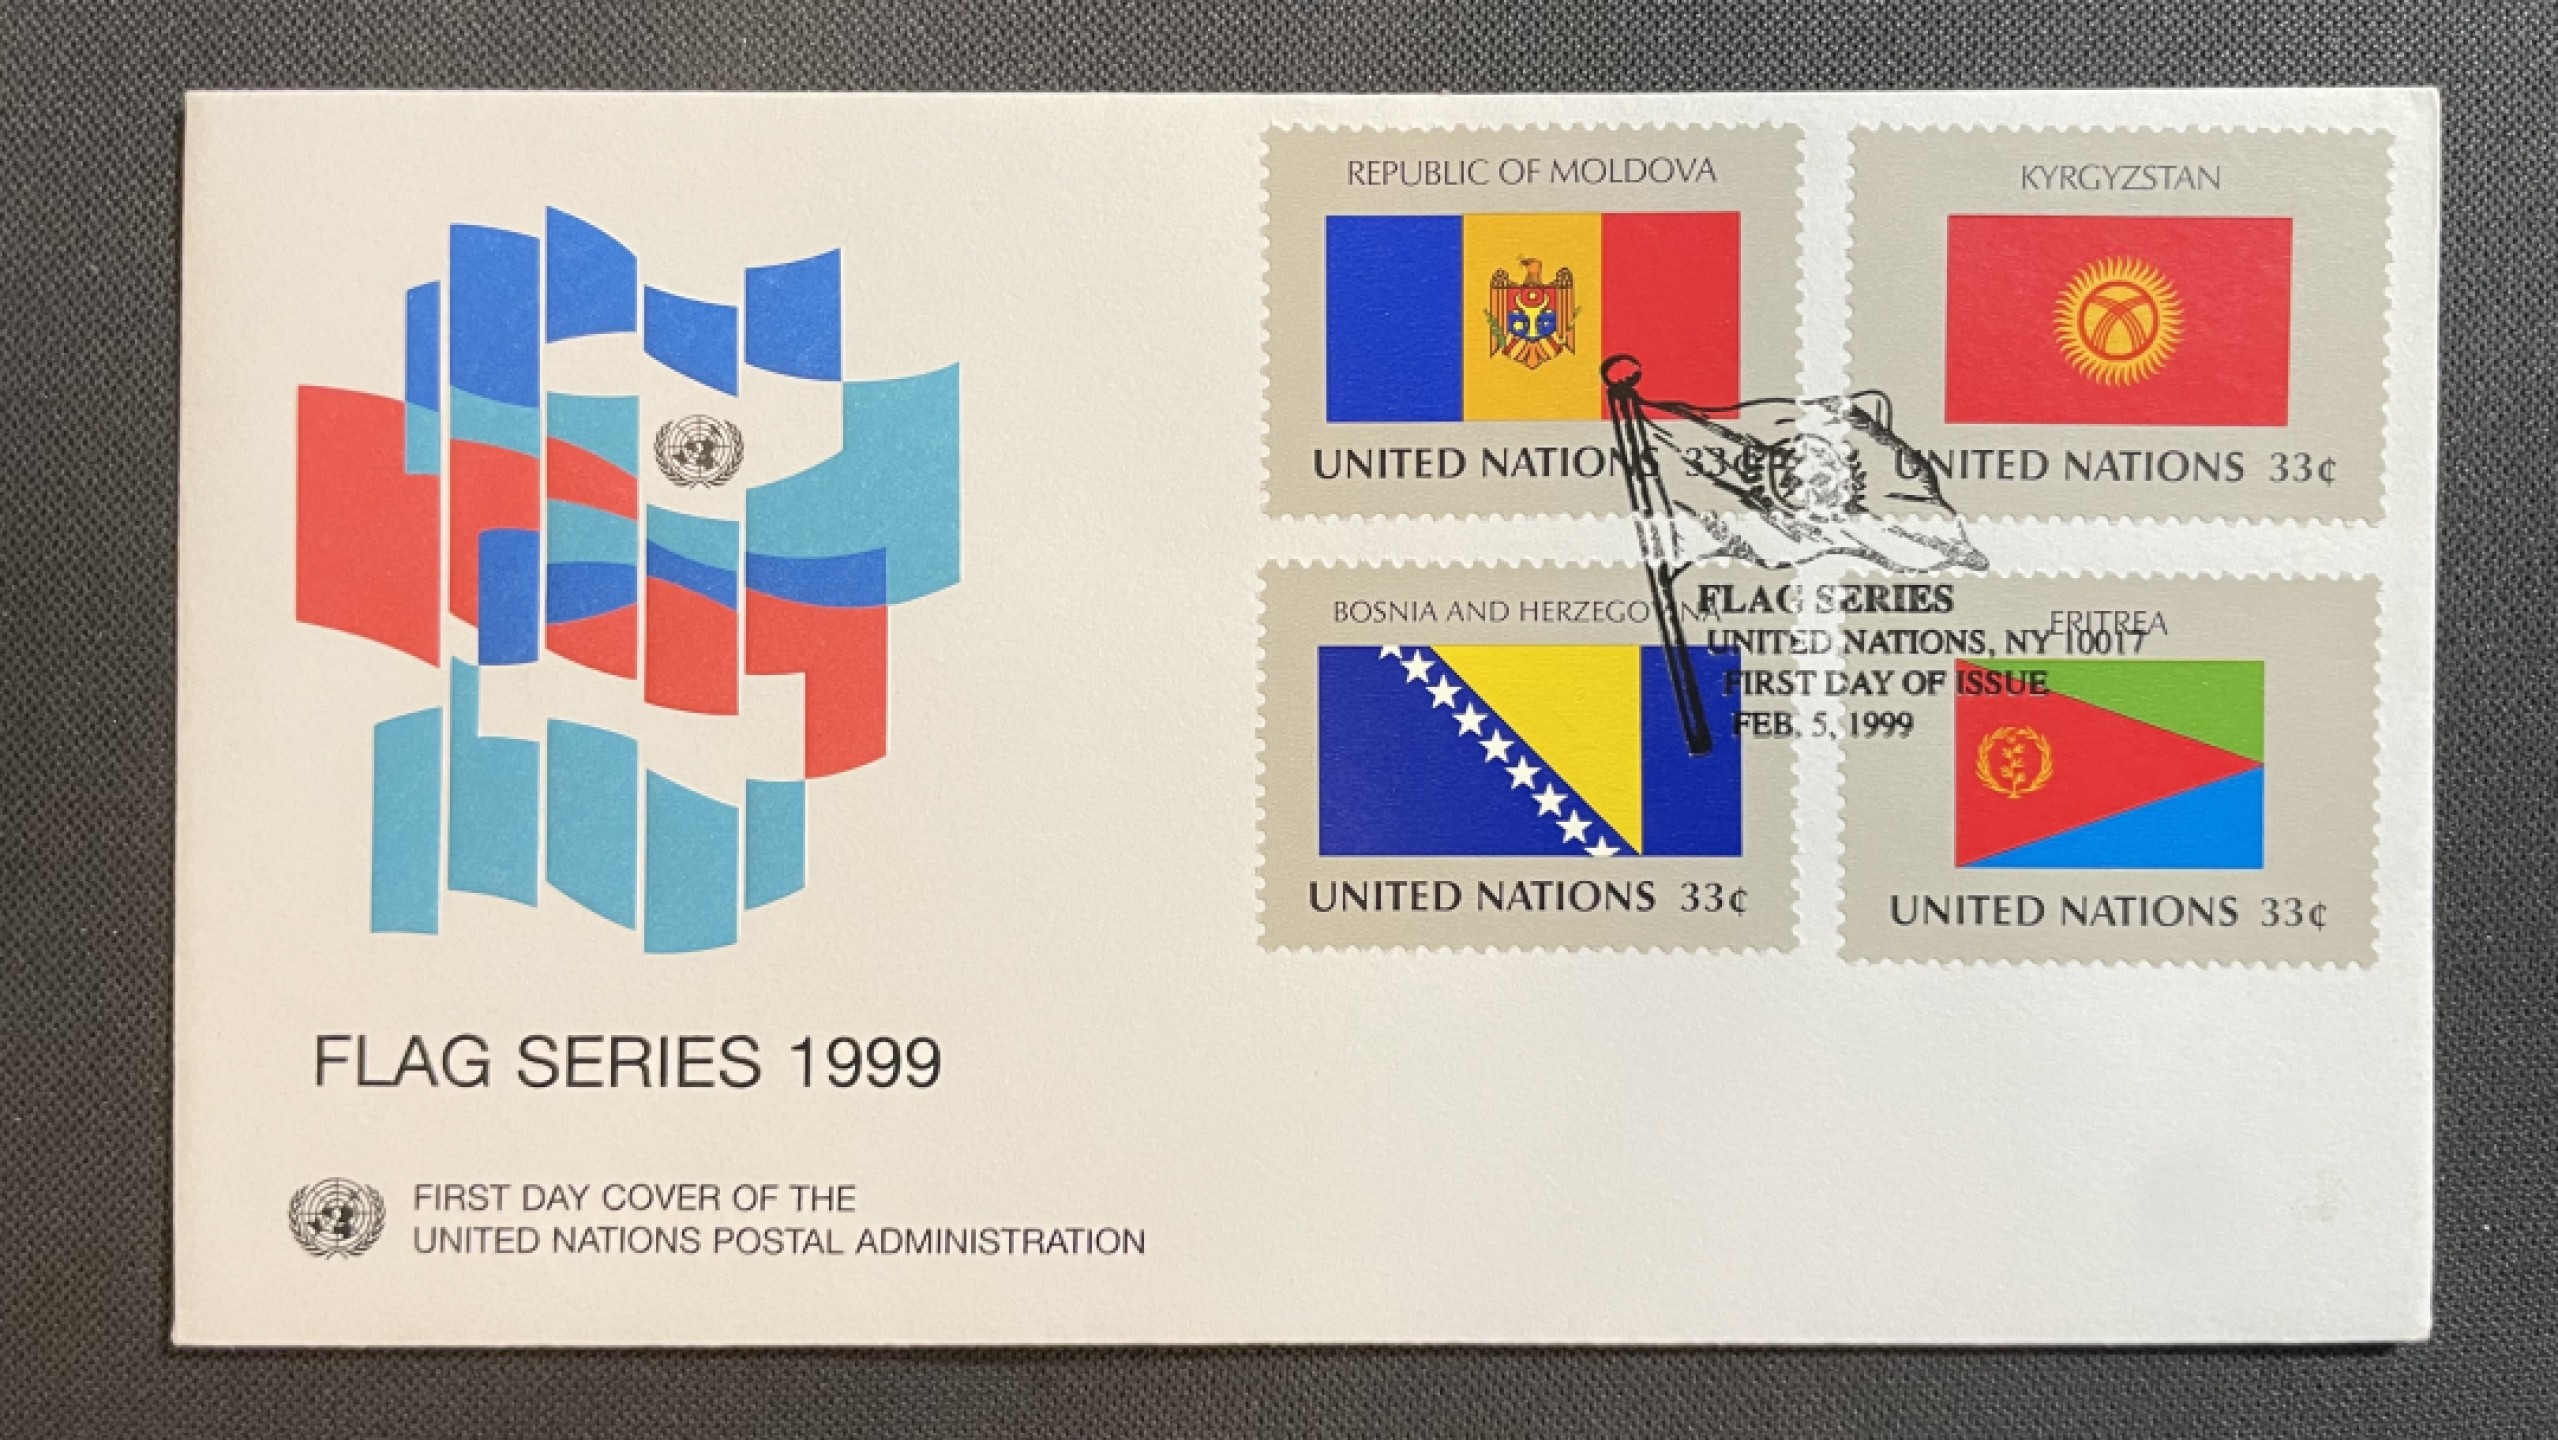 REPUBLIC OF MOLDOVA
UNITED NATIONS 33¢
KYRGYZSTAN
UNITED NATIONS 33¢
BOSNIA AND HERZEGOVINA
UNITED NATIONS 33¢
ERITREA
UNITED NATIONS 33¢
FLAG SERIES
UNITED NATIONS, NY 10017
FIRST DAY OF ISSUE
FEB. 5, 1999
FLAG SERIES 1999
FIRST DAY COVER OF THE
UNITED NATIONS POSTAL ADMINISTRATION